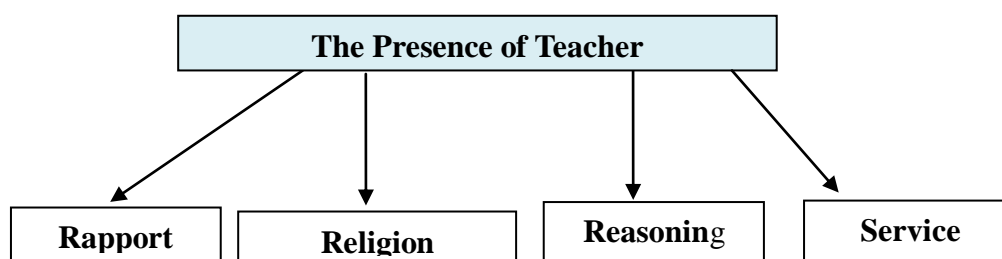 The Presence of Teacher
Rapport
Religion
Reasoning
Service